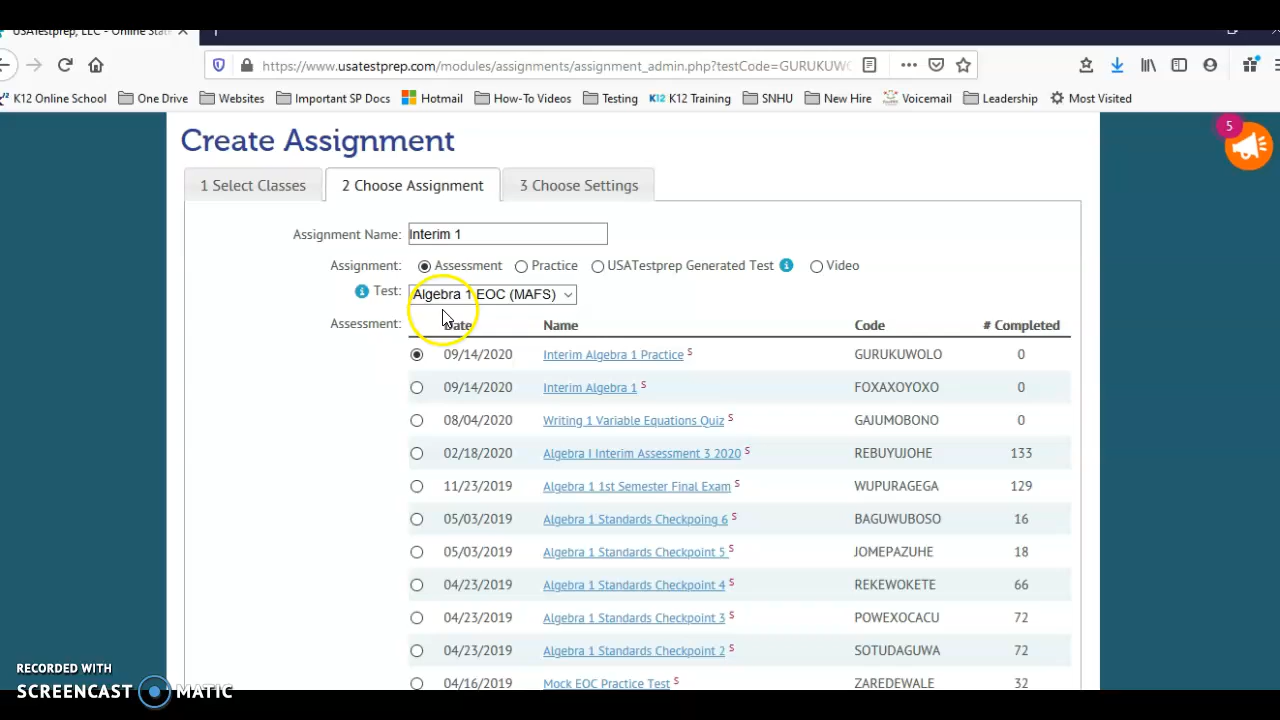 USATestprep, LLC - Online State
https://www.usatestprep.com/modules/assignments/assignment_admin.php?testCode=GURUKUWO
K12 Online School One Drive Websites Important SP Docs Hotmail How-To Videos Testing K12 K12 Training SNHU New Hire Voicemail Leadership Most Visited
5
Create Assignment
1 Select Classes 2 Choose Assignment 3 Choose Settings
Assignment Name: Interim 1
Assignment: Assessment Practice USATestprep Generated Test i Video
i Test: Algebra 1 EOC (MAFS)
Assessment: Date Name Code # Completed
09/14/2020 Interim Algebra 1 Practice S GURUKUWOLO 0
09/14/2020 Interim Algebra 1 S FOXAXOYOXO 0
08/04/2020 Writing 1 Variable Equations Quiz S GAJUMOBONO 0
02/18/2020 Algebra I Interim Assessment 3 2020 S REBUYUJOHE 133
11/23/2019 Algebra 1 1st Semester Final Exam S WUPURAGEGA 129
05/03/2019 Algebra 1 Standards Checkpoing 6 S BAGUWUBOSO 16
05/03/2019 Algebra 1 Standards Checkpoint 5 S JOMEPAZUHE 18
04/23/2019 Algebra 1 Standards Checkpoint 4 S REKEWOKETE 66
04/23/2019 Algebra 1 Standards Checkpoint 3 S POWEXOCACU 72
04/23/2019 Algebra 1 Standards Checkpoint 2 S SOTUDAGUWA 72
04/16/2019 Mock EOC Practice Test S ZAREDEWALE 32
RECORDED WITH
SCREENCAST MATIC